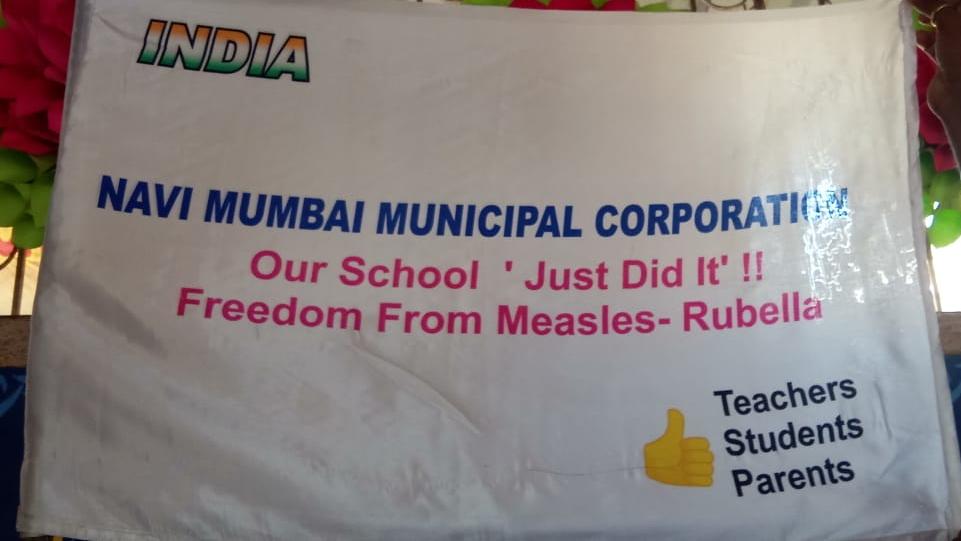 INDIA
NAVI MUMBAI MUNICIPAL CORPORATION
Our School ' Just Did It' !!
Freedom From Measles- Rubella
Teachers
Students
Parents